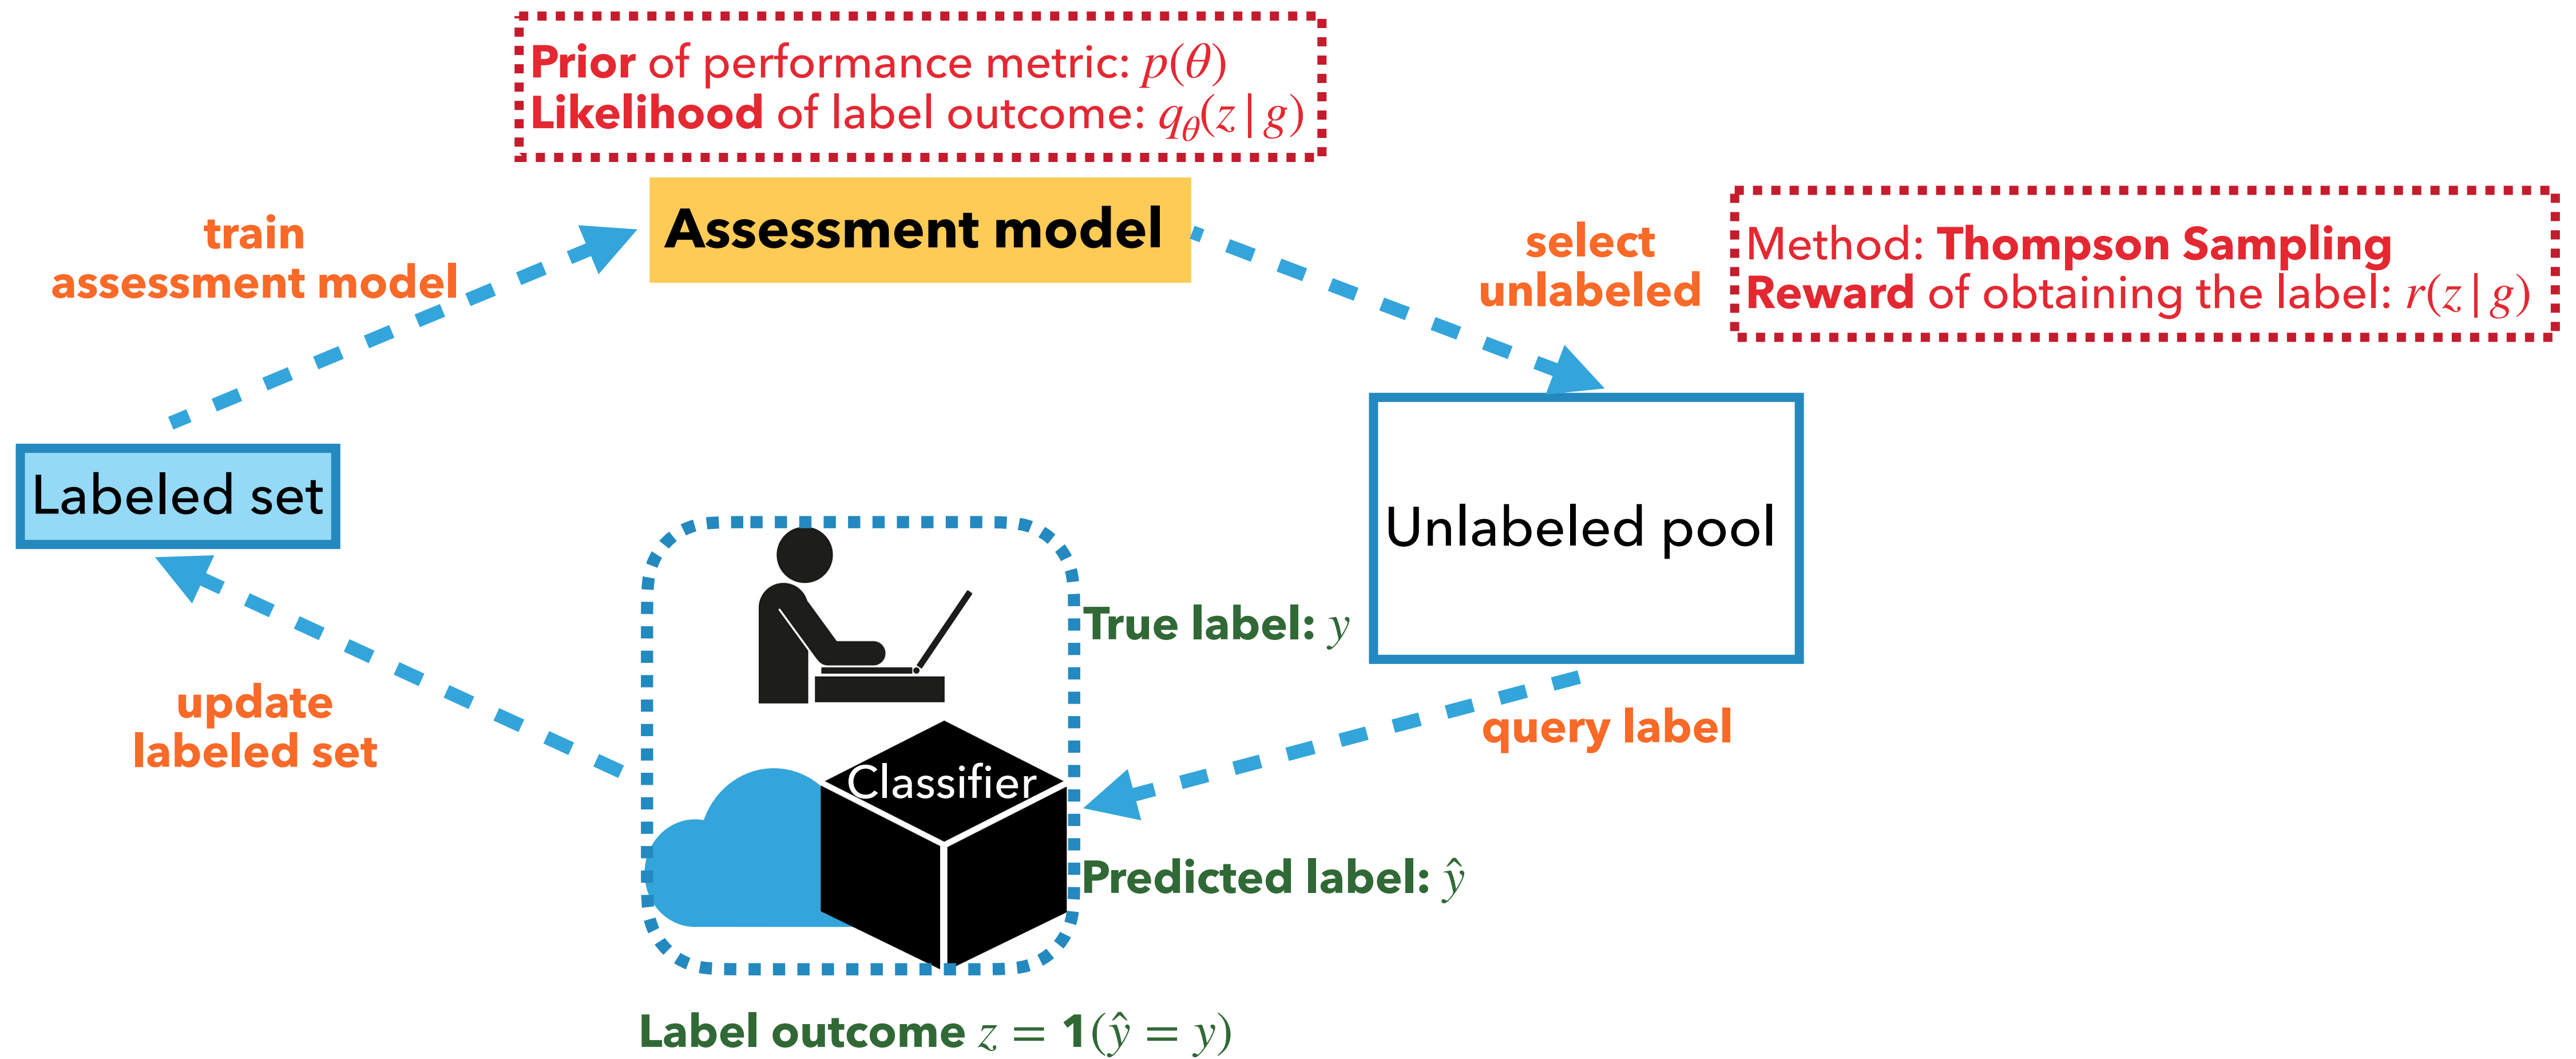 Prior of performance metric: p(θ)
Likelihood of label outcome: q_θ(z | g)
Assessment model
train
assessment model
select
unlabeled
Method: Thompson Sampling
Reward of obtaining the label: r(z | g)
Labeled set
Unlabeled pool
True label: y
update
labeled set
query label
Classifier
Predicted label: ŷ
Label outcome z = 1(ŷ = y)